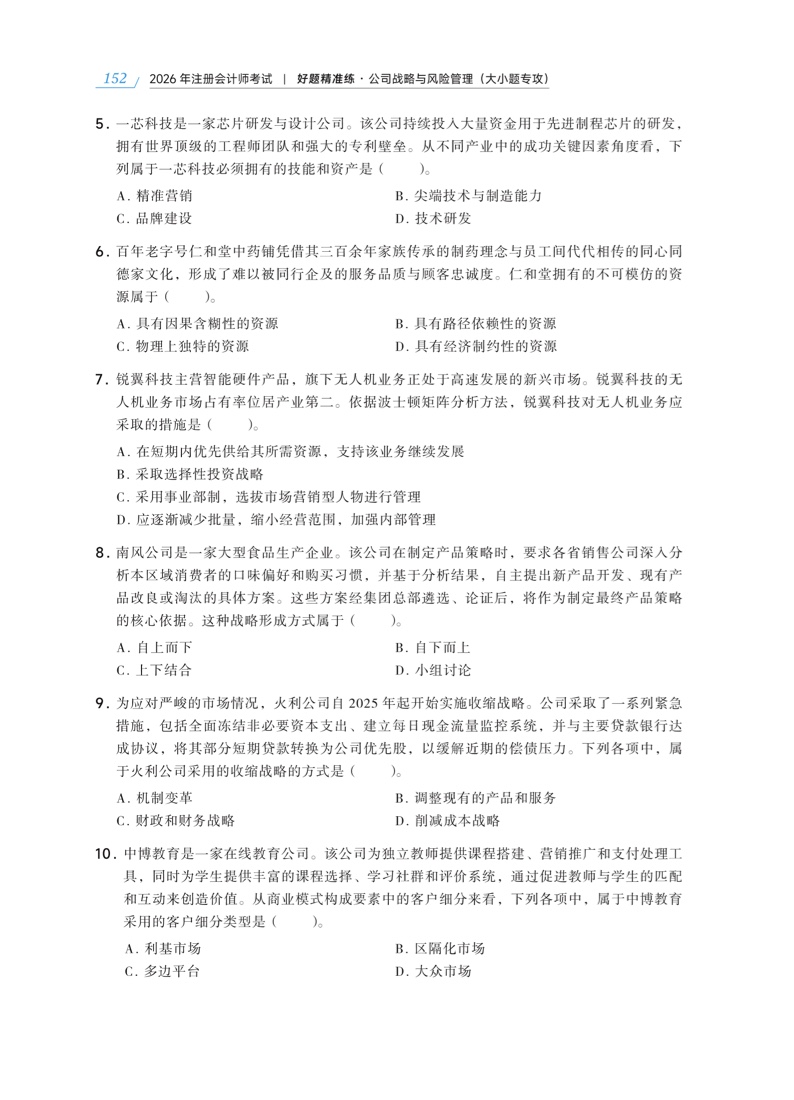 152 2026 年注册会计师考试 | 好题精准练 · 公司战略与风险管理（大小题专攻）
5. 一芯科技是一家芯片研发与设计公司。该公司持续投入大量资金用于先进制程芯片的研发，
拥有世界顶级的工程师团队和强大的专利壁垒。从不同产业中的成功关键因素角度看，下
列属于一芯科技必须拥有的技能和资产是（　　）。
A. 精准营销 B. 尖端技术与制造能力
C. 品牌建设 D. 技术研发
6. 百年老字号仁和堂中药铺凭借其三百余年家族传承的制药理念与员工间代代相传的同心同
德家文化，形成了难以被同行企及的服务品质与顾客忠诚度。仁和堂拥有的不可模仿的资
源属于（　　）。
A. 具有因果含糊性的资源 B. 具有路径依赖性的资源
C. 物理上独特的资源 D. 具有经济制约性的资源
7. 锐翼科技主营智能硬件产品，旗下无人机业务正处于高速发展的新兴市场。锐翼科技的无
人机业务市场占有率位居产业第二。依据波士顿矩阵分析方法，锐翼科技对无人机业务应
采取的措施是（　　）。
A. 在短期内优先供给其所需资源，支持该业务继续发展
B. 采取选择性投资战略
C. 采用事业部制，选拔市场营销型人物进行管理
D. 应逐渐减少批量，缩小经营范围，加强内部管理
8. 南风公司是一家大型食品生产企业。该公司在制定产品策略时，要求各省销售公司深入分
析本区域消费者的口味偏好和购买习惯，并基于分析结果，自主提出新产品开发、现有产
品改良或淘汰的具体方案。这些方案经集团总部遴选、论证后，将作为制定最终产品策略
的核心依据。这种战略形成方式属于（　　）。
A. 自上而下 B. 自下而上
C. 上下结合 D. 小组讨论
9. 为应对严峻的市场情况，火利公司自 2025 年起开始实施收缩战略。公司采取了一系列紧急
措施，包括全面冻结非必要资本支出、建立每日现金流量监控系统，并与主要贷款银行达
成协议，将其部分短期贷款转换为公司优先股，以缓解近期的偿债压力。下列各项中，属
于火利公司采用的收缩战略的方式是（　　）。
A. 机制变革 B. 调整现有的产品和服务
C. 财政和财务战略 D. 削减成本战略
10. 中博教育是一家在线教育公司。该公司为独立教师提供课程搭建、营销推广和支付处理工
具，同时为学生提供丰富的课程选择、学习社群和评价系统，通过促进教师与学生的匹配
和互动来创造价值。从商业模式构成要素中的客户细分来看，下列各项中，属于中博教育
采用的客户细分类型是（　　）。
A. 利基市场 B. 区隔化市场
C. 多边平台 D. 大众市场